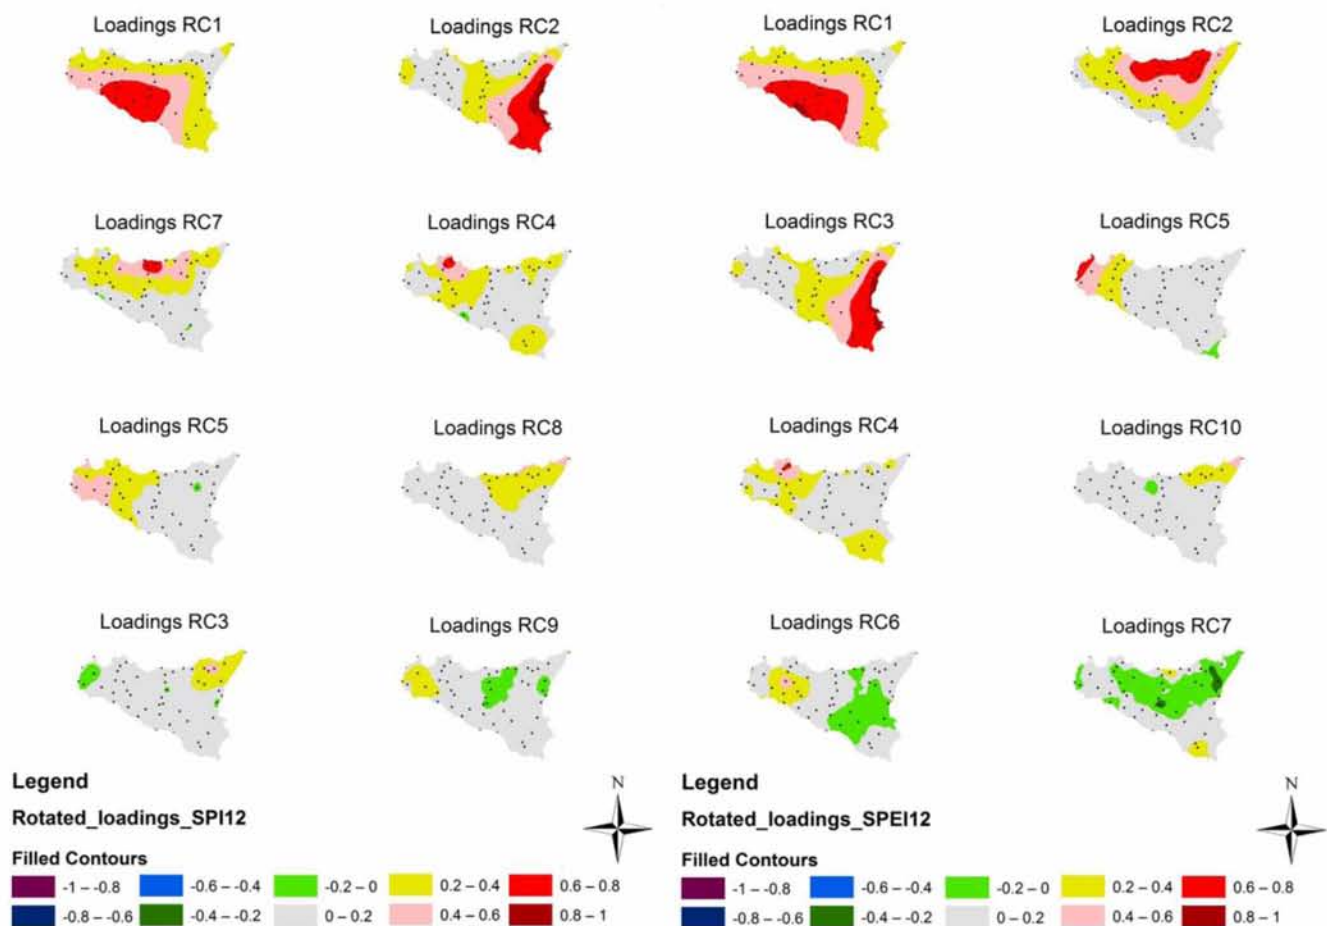 Loadings RC1
Loadings RC2
Loadings RC1
Loadings RC2
Loadings RC7
Loadings RC4
Loadings RC3
Loadings RC5
Loadings RC5
Loadings RC8
Loadings RC4
Loadings RC10
Loadings RC3
Loadings RC9
Loadings RC6
Loadings RC7
Legend
N
Rotated_loadings_SPI12
Filled Contours
-1 – -0.8
-0.6 – -0.4
-0.2 – 0
0.2 – 0.4
0.6 – 0.8
-0.8 – -0.6
-0.4 – -0.2
0 – 0.2
0.4 – 0.6
0.8 – 1
Legend
N
Rotated_loadings_SPEI12
Filled Contours
-1 – -0.8
-0.6 – -0.4
-0.2 – 0
0.2 – 0.4
0.6 – 0.8
-0.8 – -0.6
-0.4 – -0.2
0 – 0.2
0.4 – 0.6
0.8 – 1